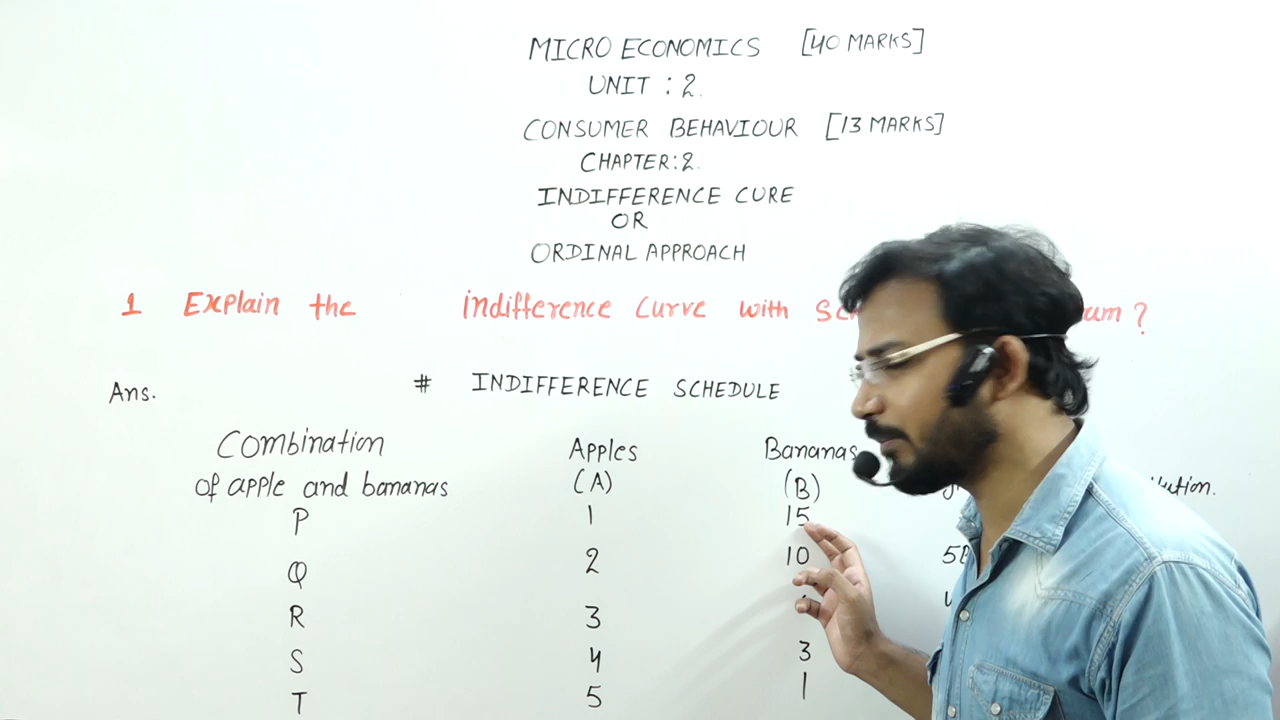 MICRO ECONOMICS [40 MARKS]
UNIT : 2.
CONSUMER BEHAVIOUR [13 MARKS]
CHAPTER: 2.
INDIFFERENCE CURE
OR
ORDINAL APPROACH
1 Explain the indifference curve with
Ans. # INDIFFERENCE SCHEDULE
Combination Apples Bananas
of apple and bananas (A) (B)
P 1 15
Q 2 10
R 3
S 4 3
T 5 1